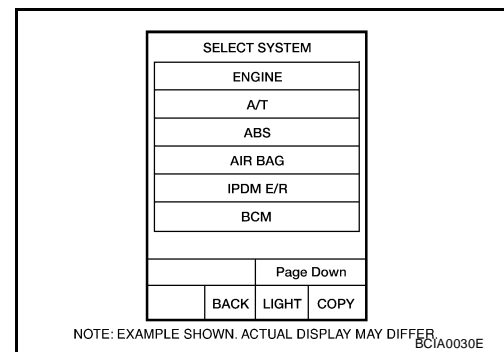 SELECT SYSTEM
ENGINE
A/T
ABS
AIR BAG
IPDM E/R
BCM
Page Down
BACK LIGHT COPY
NOTE: EXAMPLE SHOWN. ACTUAL DISPLAY MAY DIFFER.
BCIA0030E